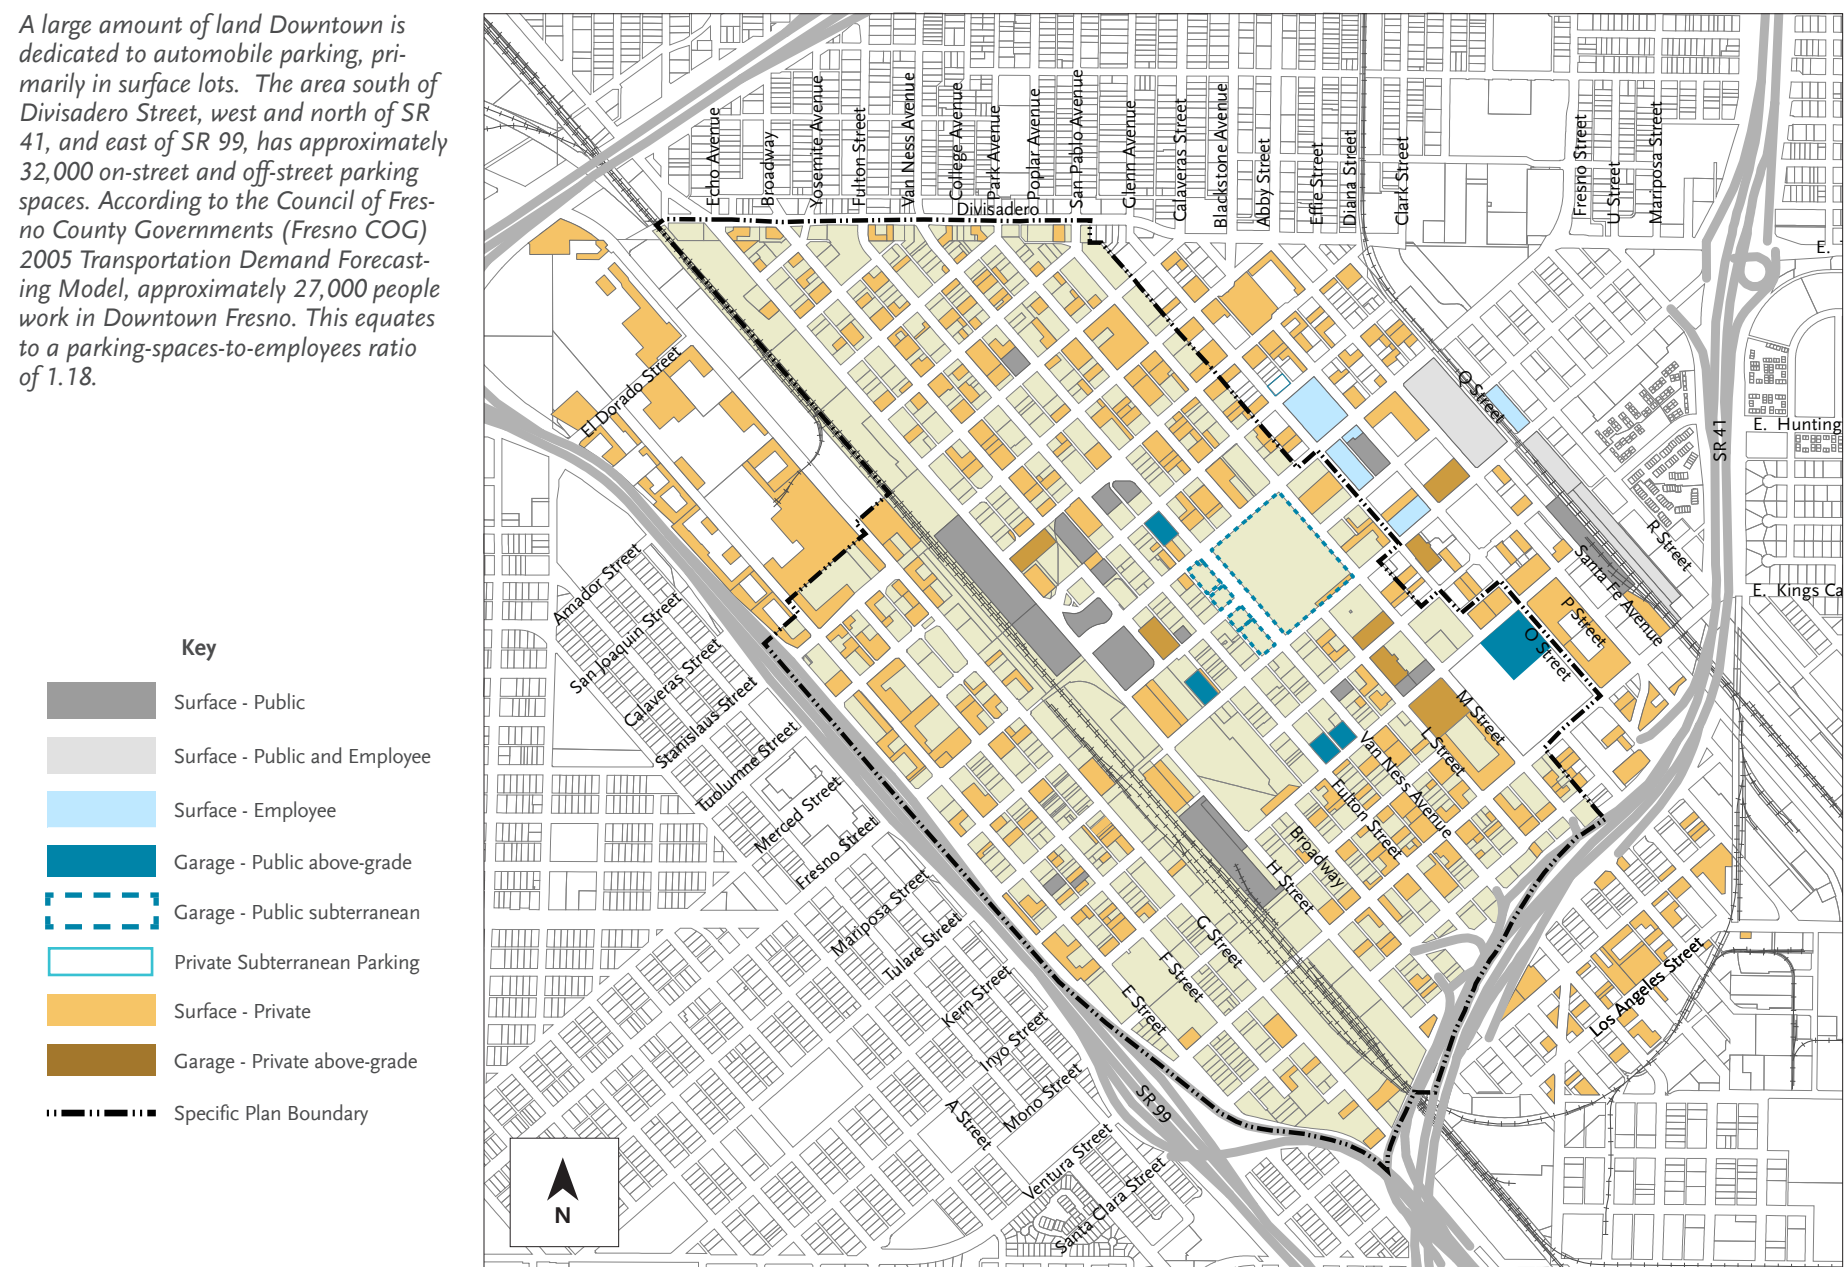 A large amount of land Downtown is
dedicated to automobile parking, pri-
marily in surface lots.  The area south of
Divisadero Street, west and north of SR
41, and east of SR 99, has approximately
32,000 on-street and off-street parking
spaces. According to the Council of Fres-
no County Governments (Fresno COG)
2005 Transportation Demand Forecast-
ing Model, approximately 27,000 people
work in Downtown Fresno. This equates
to a parking-spaces-to-employees ratio
of 1.18.
Key
Surface - Public
Surface - Public and Employee
Surface - Employee
Garage - Public above-grade
Garage - Public subterranean
Private Subterranean Parking
Surface - Private
Garage - Private above-grade
Specific Plan Boundary
N
Echo Avenue
Broadway
Yosemite Avenue
Fulton Street
Van Ness Avenue
College Avenue
Park Avenue
Poplar Avenue
San Pablo Avenue
Glenn Avenue
Calaveras Street
Blackstone Avenue
Abby Street
Effie Street
Diana Street
Clark Street
Fresno Street
U Street
Mariposa Street
Divisadero
E.
El Dorado Street
Q Street
SR 41
E. Hunting
R Street
Santa Fe Avenue
E. Kings Ca
P Street
O Street
Amador Street
San Joaquin Street
Calaveras Street
Stanislaus Street
Tuolumne Street
Merced Street
Fresno Street
Mariposa Street
Tulare Street
Kern Street
Inyo Street
Mono Street
Ventura Street
Santa Clara Street
A Street
SR 99
E Street
F Street
G Street
H Street
Broadway
Fulton Street
Van Ness Avenue
L Street
M Street
Los Angeles Street